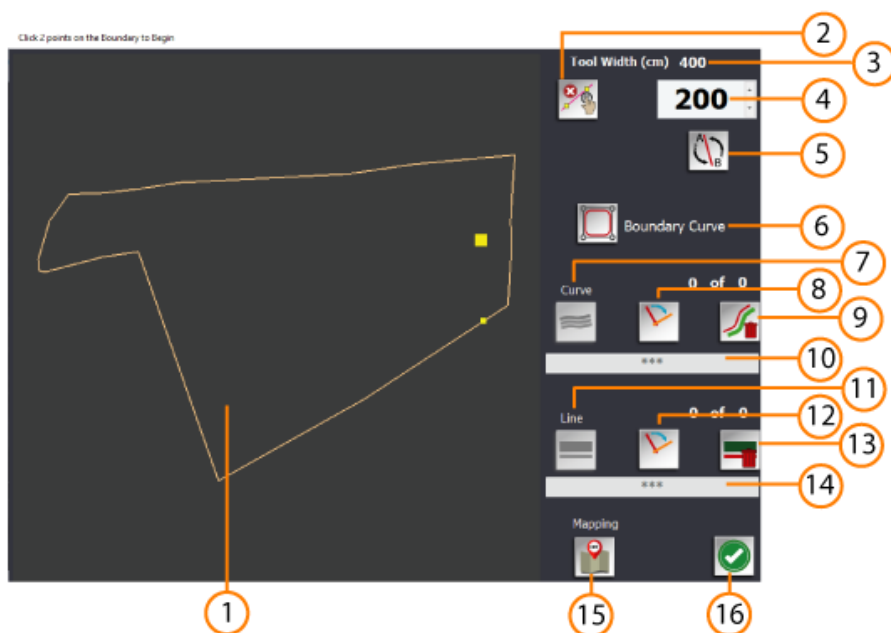 Click 2 points on the Boundary to Begin
2
Tool Width (cm) 400
3
200
4
A
B
5
Boundary Curve
6
7
0 of 0
Curve
8
9
***
10
11
0 of 0
Line
12
13
***
14
Mapping
1
15
16